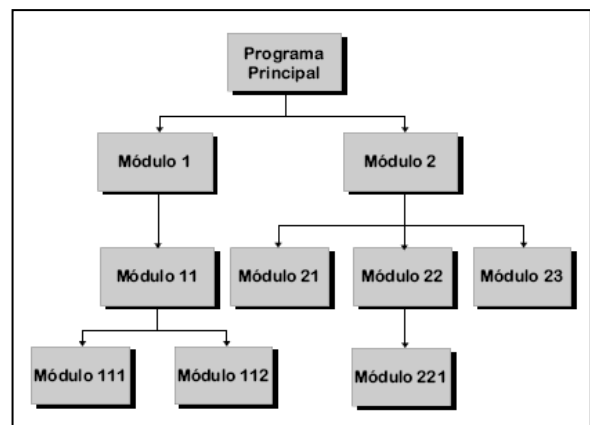 Programa
Principal
Módulo 1
Módulo 2
Módulo 11
Módulo 21
Módulo 22
Módulo 23
Módulo 111
Módulo 112
Módulo 221